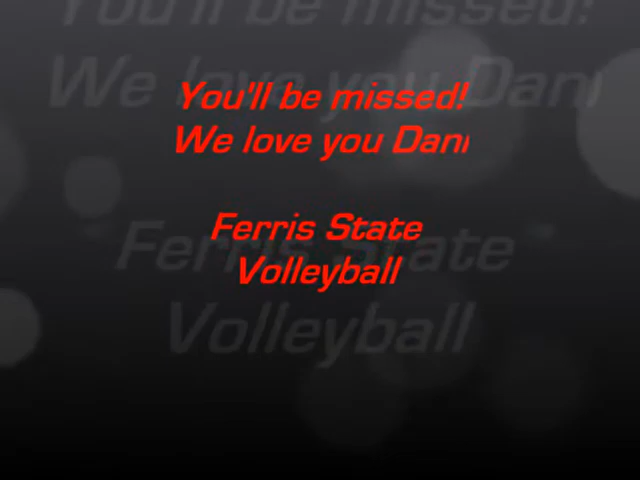 You'll be missed!
We love you Dani
Ferris State
Volleyball